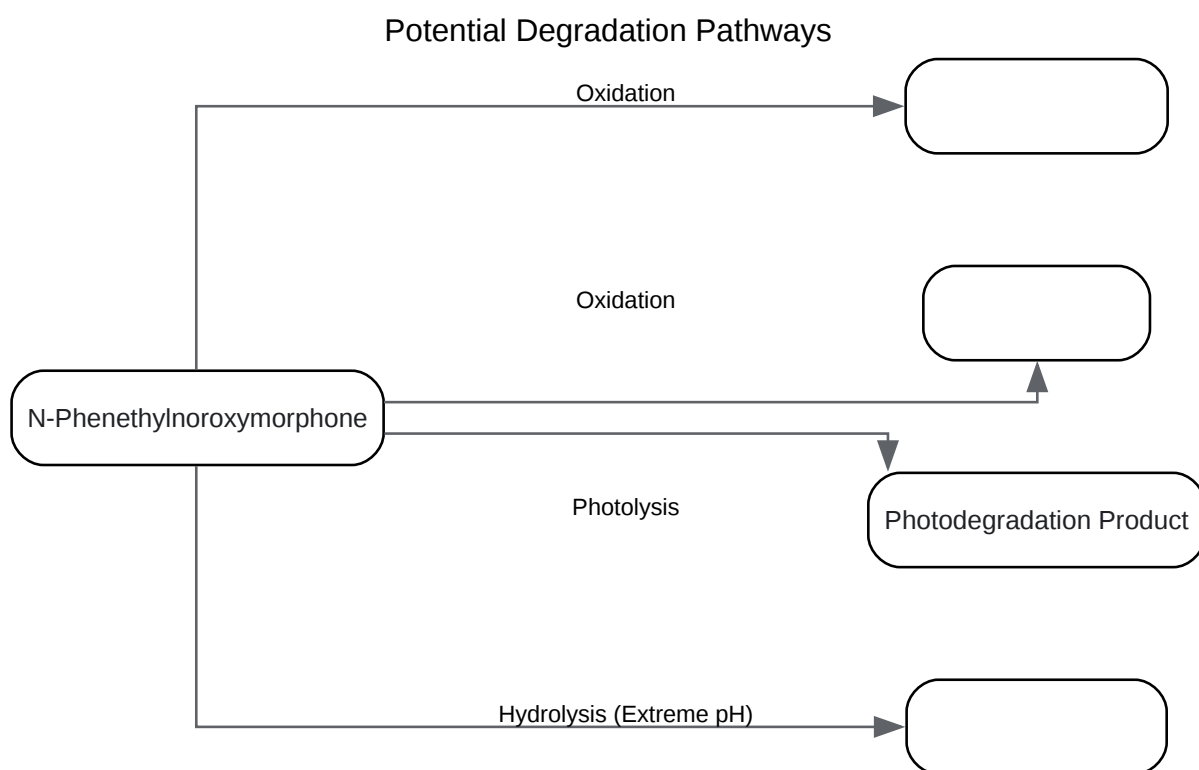 Potential Degradation Pathways
Oxidation
Oxidation
N-Phenethylnoroxymorphone
Photolysis
Photodegradation Product
Hydrolysis (Extreme pH)